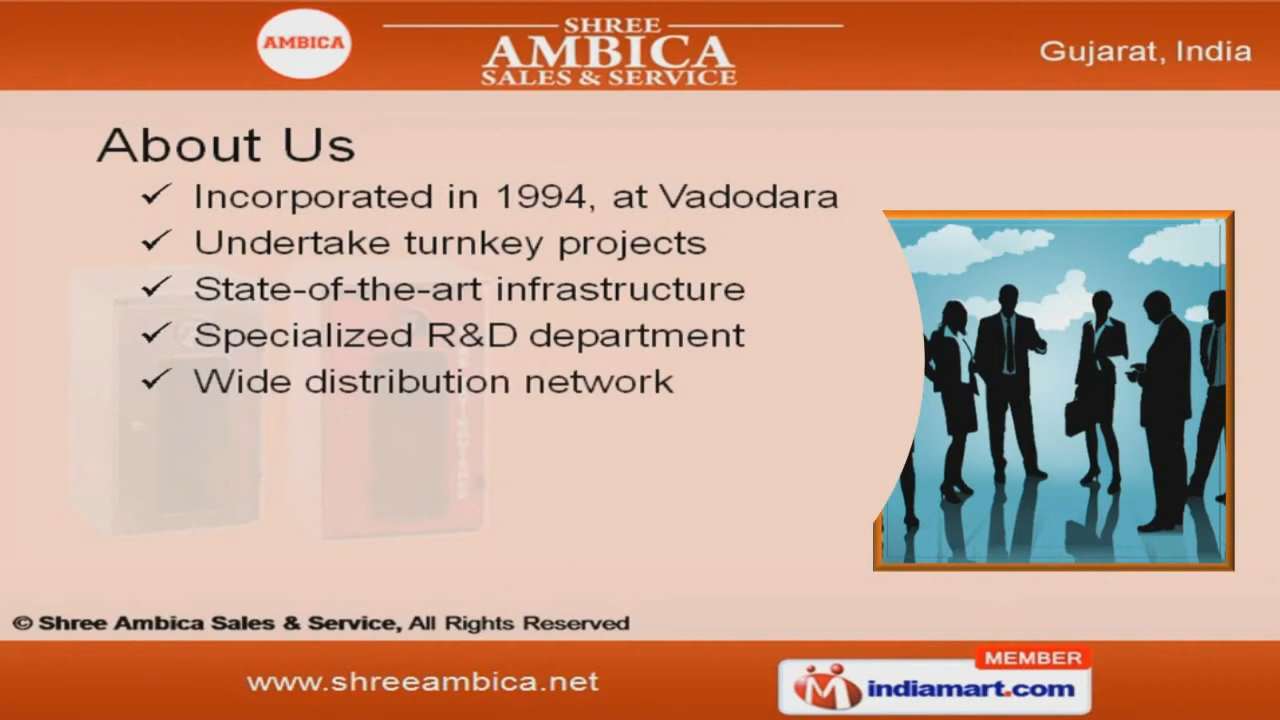 AMBICA
SHREE
AMBICA
SALES & SERVICE
Gujarat, India
About Us
✓ Incorporated in 1994, at Vadodara
✓ Undertake turnkey projects
✓ State-of-the-art infrastructure
✓ Specialized R&D department
✓ Wide distribution network
© Shree Ambica Sales & Service, All Rights Reserved
www.shreeambica.net
MEMBER
indiamart.com